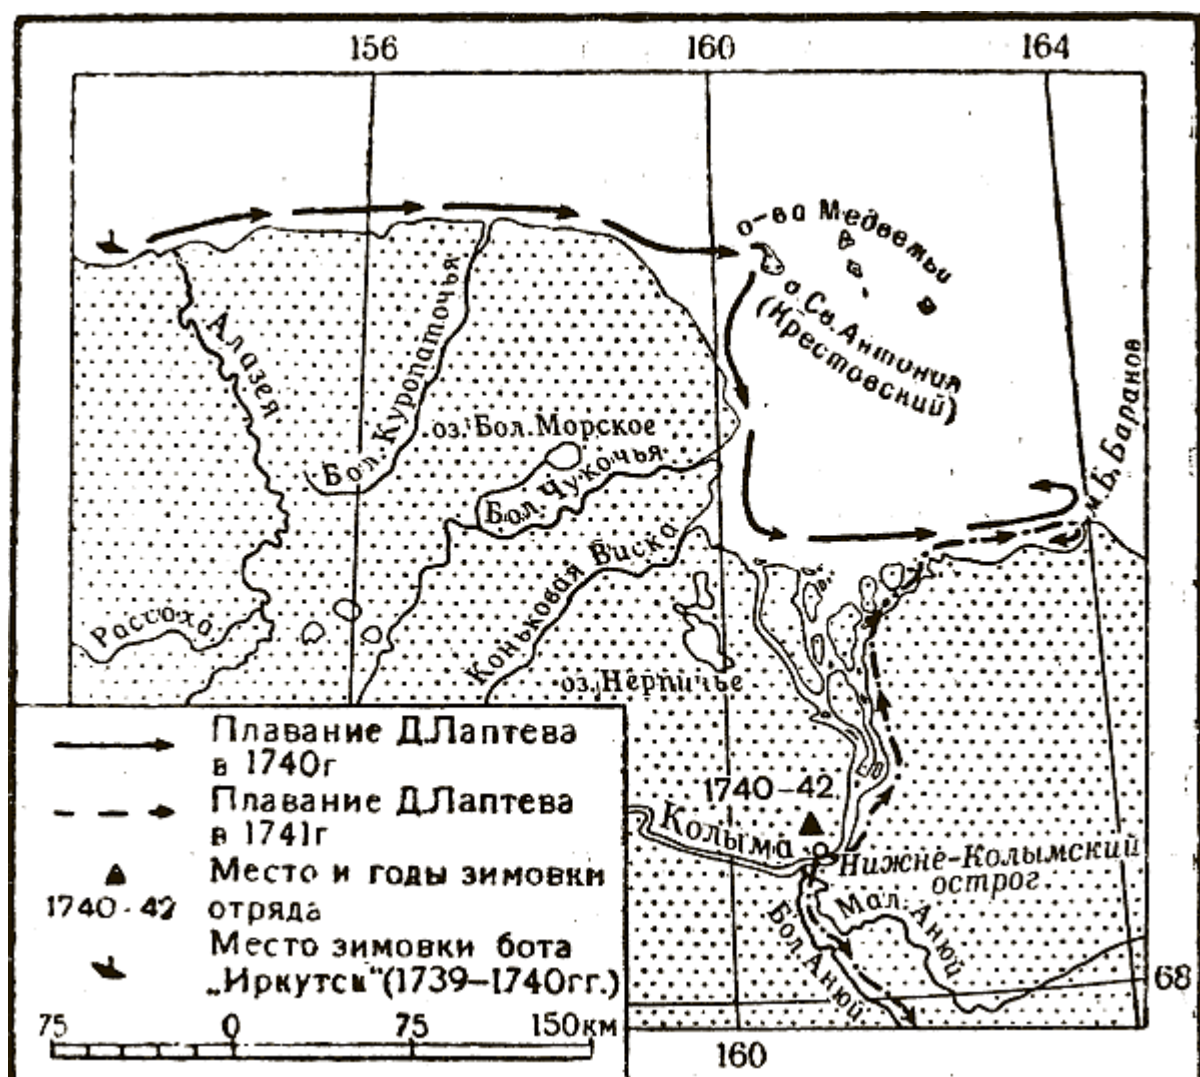 156 160 164
о-ва Медвежьи
о Св. Антония
(Крестовский)
м. Б. Баранов
Алазея
Бол. Куропаточья
оз. Бол. Морское
Бол. Чукочья
Коньковая Виска
Рассоха
оз. Нерпичье
1740-42
Колыма
Нижне-Колымский
острог
Мал. Анюй
Бол. Анюй
68
160
Плавание Д.Лаптева
в 1740г
Плавание Д.Лаптева
в 1741г
Место и годы зимовки
1740-42 отряда
Место зимовки бота
„Иркутск" (1739–1740гг.)
75 0 75 150км